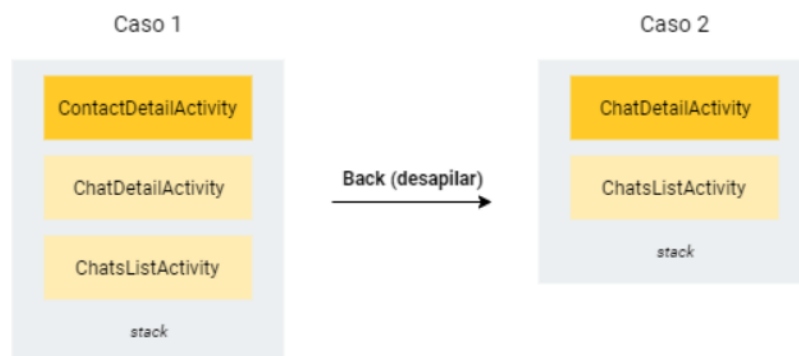 Caso 1
ContactDetailActivity
ChatDetailActivity
ChatsListActivity
stack
Back (desapilar)
Caso 2
ChatDetailActivity
ChatsListActivity
stack